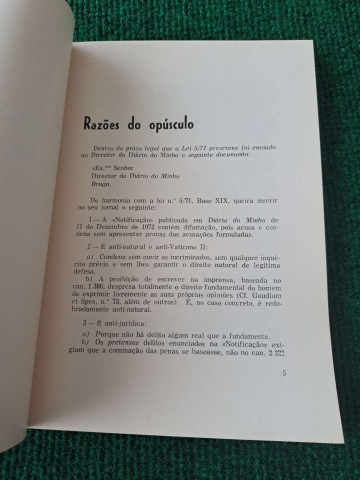 Razões do opúsculo
Dentro do prazo legal que a Lei 5/71 prescreve foi enviado
ao Director do Diário do Minho o seguinte documento:
«Ex.mo Senhor
Director do Diário do Minho
Braga.
De harmonia com a lei n.º 5/71, Base XIX, queira inserir
no seu jornal o seguinte:
1 — A «Notificação» publicada em Diário do Minho de
11 de Dezembro de 1972 contém difamação, pois acusa e con-
dena sem apresentar provas das acusações formuladas.
2 — É anti-natural e anti-Vaticano II:
a) Condena sem ouvir os incriminados, sem qualquer
inquérito prévio e sem lhes garantir o direito natural de legítima
defesa.
b) A proibição de escrever na imprensa, baseada no
can. 1 386, despreza totalmente o direito fundamental do homem
de exprimir livremente as suas próprias opiniões (Cf. Gaudium
et Spes, n.º 73, além de outros). E, no caso concreto, é redo-
bradamente anti-natural.
3 — É anti-jurídica:
a) Porque não há delito algum real que a fundamente.
b) Os pretensos delitos enunciados na «Notificação» exi-
giam que a cominação das penas se baseasse, não no can. 2 222
5